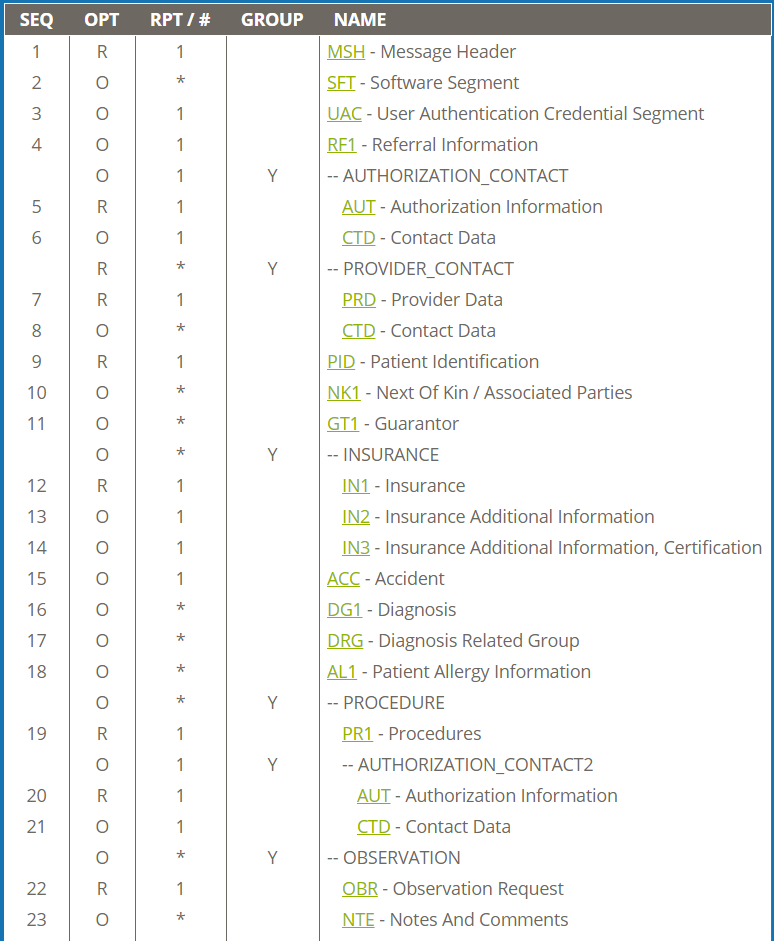 SEQ OPT RPT / # GROUP NAME
1 R 1 MSH - Message Header
2 O * SFT - Software Segment
3 O 1 UAC - User Authentication Credential Segment
4 O 1 RF1 - Referral Information
O 1 Y -- AUTHORIZATION_CONTACT
5 R 1 AUT - Authorization Information
6 O 1 CTD - Contact Data
R * Y -- PROVIDER_CONTACT
7 R 1 PRD - Provider Data
8 O * CTD - Contact Data
9 R 1 PID - Patient Identification
10 O * NK1 - Next Of Kin / Associated Parties
11 O * GT1 - Guarantor
O * Y -- INSURANCE
12 R 1 IN1 - Insurance
13 O 1 IN2 - Insurance Additional Information
14 O 1 IN3 - Insurance Additional Information, Certification
15 O 1 ACC - Accident
16 O * DG1 - Diagnosis
17 O * DRG - Diagnosis Related Group
18 O * AL1 - Patient Allergy Information
O * Y -- PROCEDURE
19 R 1 PR1 - Procedures
O 1 Y -- AUTHORIZATION_CONTACT2
20 R 1 AUT - Authorization Information
21 O 1 CTD - Contact Data
O * Y -- OBSERVATION
22 R 1 OBR - Observation Request
23 O * NTE - Notes And Comments